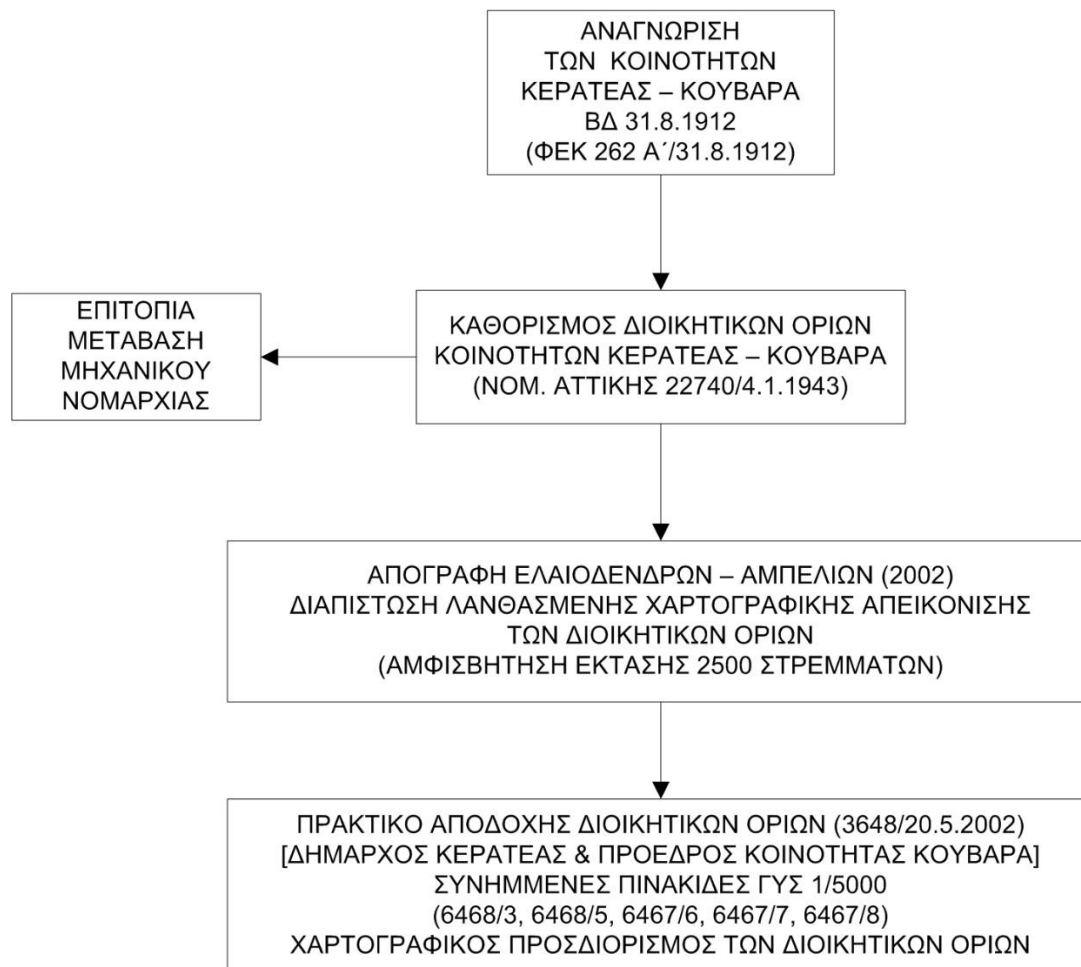 ΑΝΑΓΝΩΡΙΣΗ
ΤΩΝ ΚΟΙΝΟΤΗΤΩΝ
ΚΕΡΑΤΕΑΣ – ΚΟΥΒΑΡΑ
ΒΔ 31.8.1912
(ΦΕΚ 262 Α΄/31.8.1912)
ΕΠΙΤΟΠΙΑ
ΜΕΤΑΒΑΣΗ
ΜΗΧΑΝΙΚΟΥ
ΝΟΜΑΡΧΙΑΣ
ΚΑΘΟΡΙΣΜΟΣ ΔΙΟΙΚΗΤΙΚΩΝ ΟΡΙΩΝ
ΚΟΙΝΟΤΗΤΩΝ ΚΕΡΑΤΕΑΣ – ΚΟΥΒΑΡΑ
(ΝΟΜ. ΑΤΤΙΚΗΣ 22740/4.1.1943)
ΑΠΟΓΡΑΦΗ ΕΛΑΙΟΔΕΝΔΡΩΝ – ΑΜΠΕΛΙΩΝ (2002)
ΔΙΑΠΙΣΤΩΣΗ ΛΑΝΘΑΣΜΕΝΗΣ ΧΑΡΤΟΓΡΑΦΙΚΗΣ ΑΠΕΙΚΟΝΙΣΗΣ
ΤΩΝ ΔΙΟΙΚΗΤΙΚΩΝ ΟΡΙΩΝ
(ΑΜΦΙΣΒΗΤΗΣΗ ΕΚΤΑΣΗΣ 2500 ΣΤΡΕΜΜΑΤΩΝ)
ΠΡΑΚΤΙΚΟ ΑΠΟΔΟΧΗΣ ΔΙΟΙΚΗΤΙΚΩΝ ΟΡΙΩΝ (3648/20.5.2002)
[ΔΗΜΑΡΧΟΣ ΚΕΡΑΤΕΑΣ & ΠΡΟΕΔΡΟΣ ΚΟΙΝΟΤΗΤΑΣ ΚΟΥΒΑΡΑ]
ΣΥΝΗΜΜΕΝΕΣ ΠΙΝΑΚΙΔΕΣ ΓΥΣ 1/5000
(6468/3, 6468/5, 6467/6, 6467/7, 6467/8)
ΧΑΡΤΟΓΡΑΦΙΚΟΣ ΠΡΟΣΔΙΟΡΙΣΜΟΣ ΤΩΝ ΔΙΟΙΚΗΤΙΚΩΝ ΟΡΙΩΝ